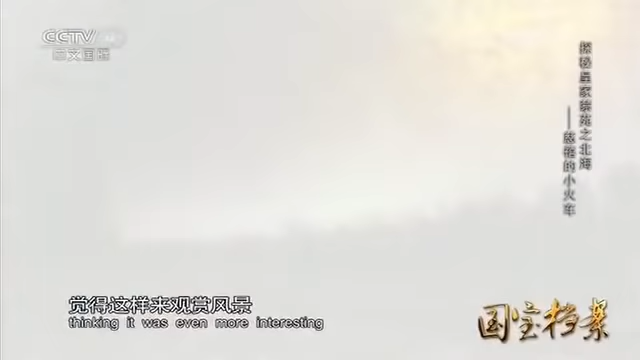 CCTV 4
中文国际
探秘皇家禁苑之北海
——慈禧的小火车
觉得这样来观赏风景
thinking it was even more interesting
国宝档案